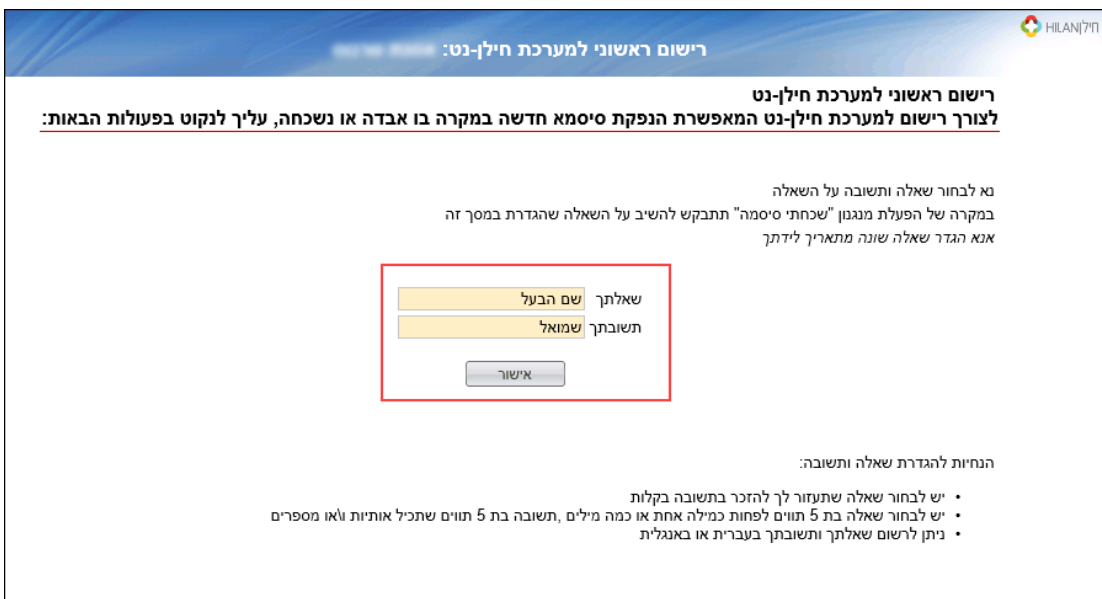 חילן|HILAN
רישום ראשוני למערכת חילן-נט:
רישום ראשוני למערכת חילן-נט
לצורך רישום למערכת חילן-נט המאפשרת הנפקת סיסמא חדשה במקרה בו אבדה או נשכחה, עליך לנקוט בפעולות הבאות:
נא לבחור שאלה ותשובה על השאלה
במקרה של הפעלת מנגנון "שכחתי סיסמה" תתבקש להשיב על השאלה שהגדרת במסך זה
אנא הגדר שאלה שונה מתאריך לידתך
שאלתך שם הבעל
תשובתך שמואל
אישור
הנחיות להגדרת שאלה ותשובה:
• יש לבחור שאלה שתעזור לך להזכר בתשובה בקלות
• יש לבחור שאלה בת 5 תווים לפחות כמילה אחת או כמה מילים ,תשובה בת 5 תווים שתכיל אותיות ו\או מספרים
• ניתן לרשום שאלתך ותשובתך בעברית או באנגלית